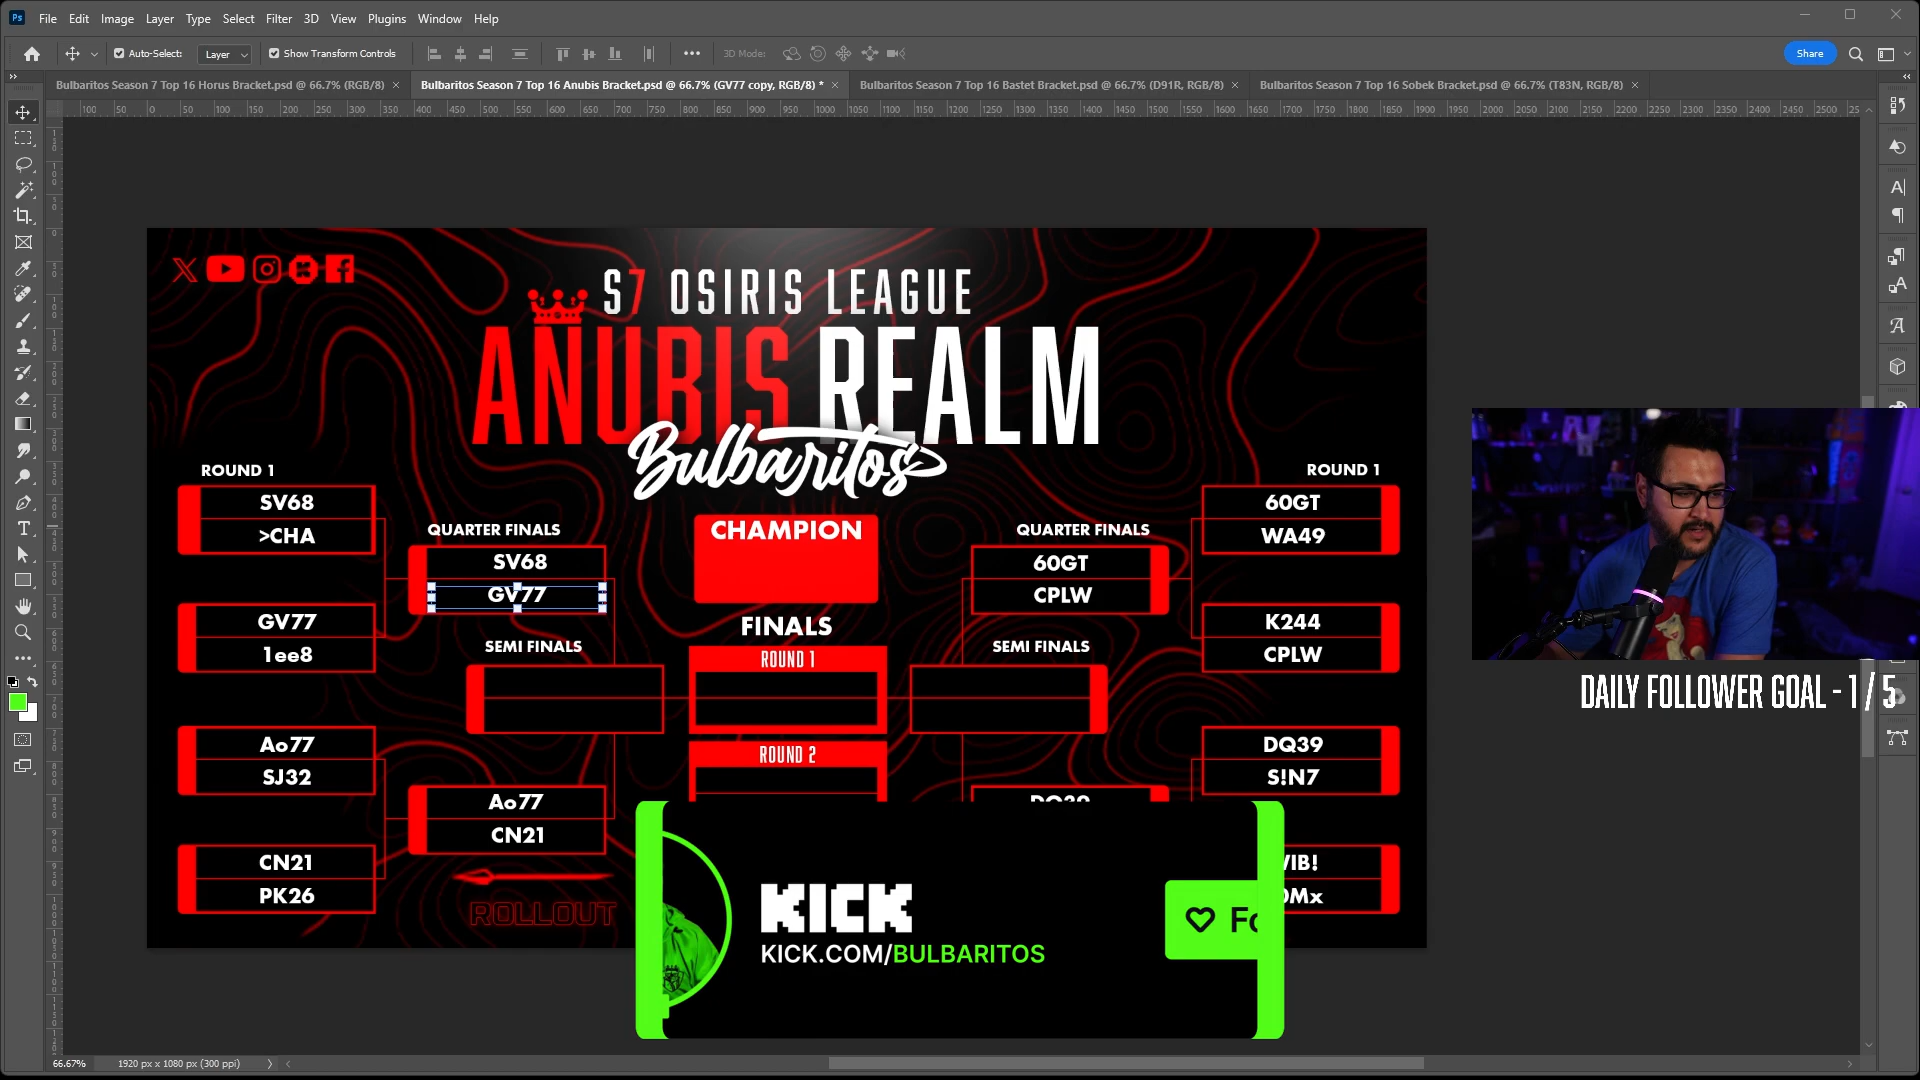 File Edit Image Layer Type Select Filter 3D View Plugins Window Help
Auto-Select: Layer Show Transform Controls 3D Mode: Share
Bulbaritos Season 7 Top 16 Horus Bracket.psd @ 66.7% (RGB/8)
Bulbaritos Season 7 Top 16 Anubis Bracket.psd @ 66.7% (GV77 copy, RGB/8) *
Bulbaritos Season 7 Top 16 Bastet Bracket.psd @ 66.7% (D91R, RGB/8)
Bulbaritos Season 7 Top 16 Sobek Bracket.psd @ 66.7% (T83N, RGB/8)
S7 OSIRIS LEAGUE
ANUBIS REALM
Bulbaritos
ROUND 1
SV68
>CHA
GV77
1ee8
Ao77
SJ32
CN21
PK26
QUARTER FINALS
SV68
GV77
Ao77
CN21
SEMI FINALS
CHAMPION
FINALS
ROUND 1
ROUND 2
QUARTER FINALS
60GT
CPLW
DQ39
SEMI FINALS
ROUND 1
60GT
WA49
K244
CPLW
DQ39
S!N7
ROLLOUT
KICK
KICK.COM/BULBARITOS
DAILY FOLLOWER GOAL - 1 / 5
66.67% 1920 px x 1080 px (300 ppi)